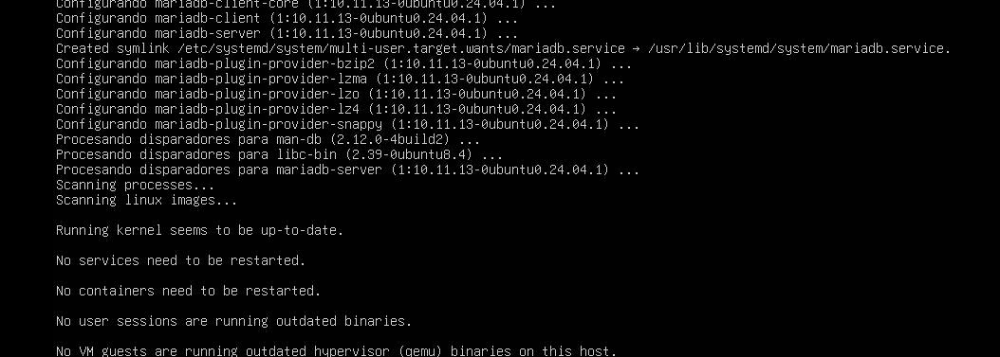 Configurando mariadb-client-core (1:10.11.13-0ubuntu0.24.04.1) ...
Configurando mariadb-client (1:10.11.13-0ubuntu0.24.04.1) ...
Configurando mariadb-server (1:10.11.13-0ubuntu0.24.04.1) ...
Created symlink /etc/systemd/system/multi-user.target.wants/mariadb.service → /usr/lib/systemd/system/mariadb.service.
Configurando mariadb-plugin-provider-bzip2 (1:10.11.13-0ubuntu0.24.04.1) ...
Configurando mariadb-plugin-provider-lzma (1:10.11.13-0ubuntu0.24.04.1) ...
Configurando mariadb-plugin-provider-lzo (1:10.11.13-0ubuntu0.24.04.1) ...
Configurando mariadb-plugin-provider-lz4 (1:10.11.13-0ubuntu0.24.04.1) ...
Configurando mariadb-plugin-provider-snappy (1:10.11.13-0ubuntu0.24.04.1) ...
Procesando disparadores para man-db (2.12.0-4build2) ...
Procesando disparadores para libc-bin (2.39-0ubuntu8.4) ...
Procesando disparadores para mariadb-server (1:10.11.13-0ubuntu0.24.04.1) ...
Scanning processes...
Scanning linux images...
Running kernel seems to be up-to-date.
No services need to be restarted.
No containers need to be restarted.
No user sessions are running outdated binaries.
No VM guests are running outdated hypervisor (qemu) binaries on this host.